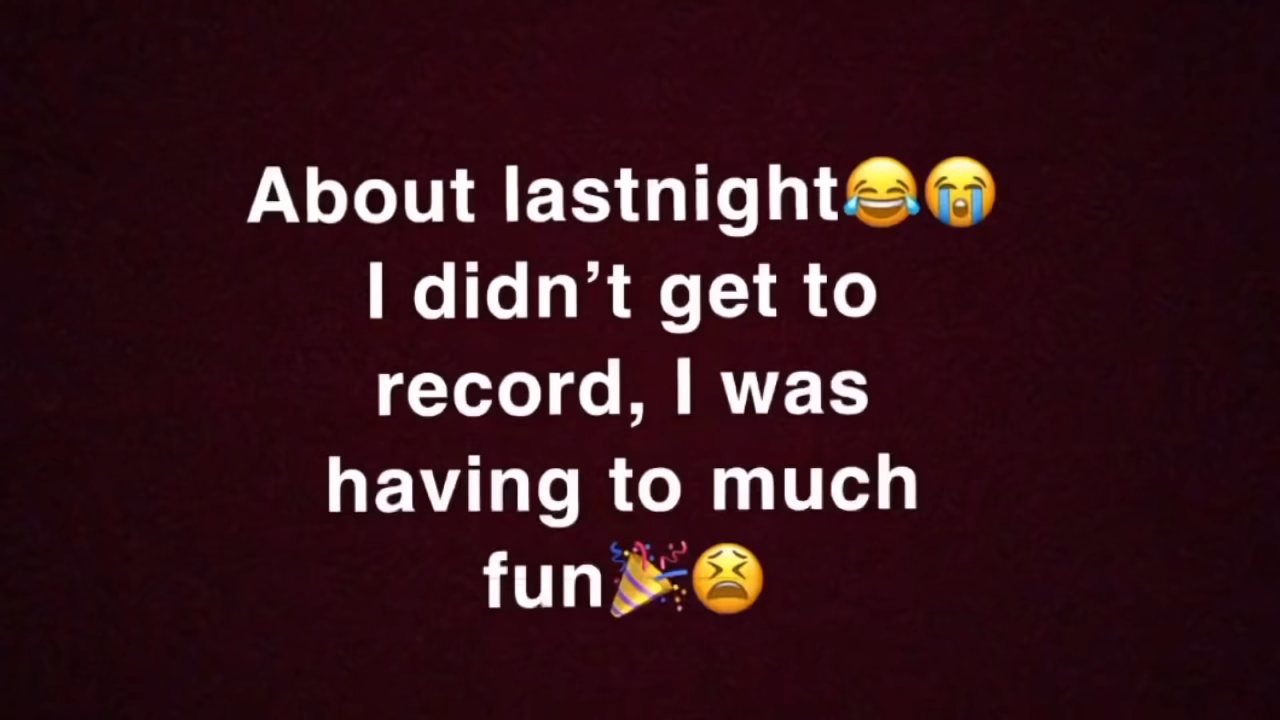 About lastnight😂😭
I didn’t get to
record, I was
having to much
fun🎉😫